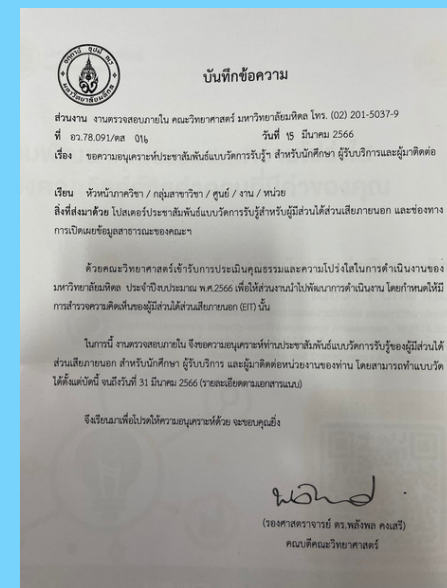 บันทึกข้อความ
ส่วนงาน งานตรวจสอบภายใน คณะวิทยาศาสตร์ มหาวิทยาลัยมหิดล โทร. (02) 201-5037-9
ที่ อว.78.091/ตส 016 วันที่ 15 มีนาคม 2566
เรื่อง ขอความอนุเคราะห์ประชาสัมพันธ์แบบวัดการรับรู้ฯ สำหรับนักศึกษา ผู้รับบริการและผู้มาติดต่อ
เรียน หัวหน้าภาควิชา / กลุ่มสาขาวิชา / ศูนย์ / งาน / หน่วย
สิ่งที่ส่งมาด้วย โปสเตอร์ประชาสัมพันธ์แบบวัดการรับรู้สำหรับผู้มีส่วนได้ส่วนเสียภายนอก และช่องทาง
การเปิดเผยข้อมูลสาธารณะของคณะฯ
ด้วยคณะวิทยาศาสตร์เข้ารับการประเมินคุณธรรมและความโปร่งใสในการดำเนินงานของ
มหาวิทยาลัยมหิดล ประจำปีงบประมาณ พ.ศ.2566 เพื่อให้ส่วนงานนำไปพัฒนาการดำเนินงาน โดยกำหนดให้มี
การสำรวจความคิดเห็นของผู้มีส่วนได้ส่วนเสียภายนอก (EIT) นั้น
ในการนี้ งานตรวจสอบภายใน จึงขอความอนุเคราะห์ท่านประชาสัมพันธ์แบบวัดการรับรู้ของผู้มีส่วนได้
ส่วนเสียภายนอก สำหรับนักศึกษา ผู้รับบริการ และผู้มาติดต่อหน่วยงานของท่าน โดยสามารถทำแบบวัด
ได้ตั้งแต่บัดนี้ จนถึงวันที่ 31 มีนาคม 2566 (รายละเอียดตามเอกสารแนบ)
จึงเรียนมาเพื่อโปรดให้ความอนุเคราะห์ด้วย จะขอบคุณยิ่ง
(รองศาสตราจารย์ ดร.พลังพล คงเสรี)
คณบดีคณะวิทยาศาสตร์